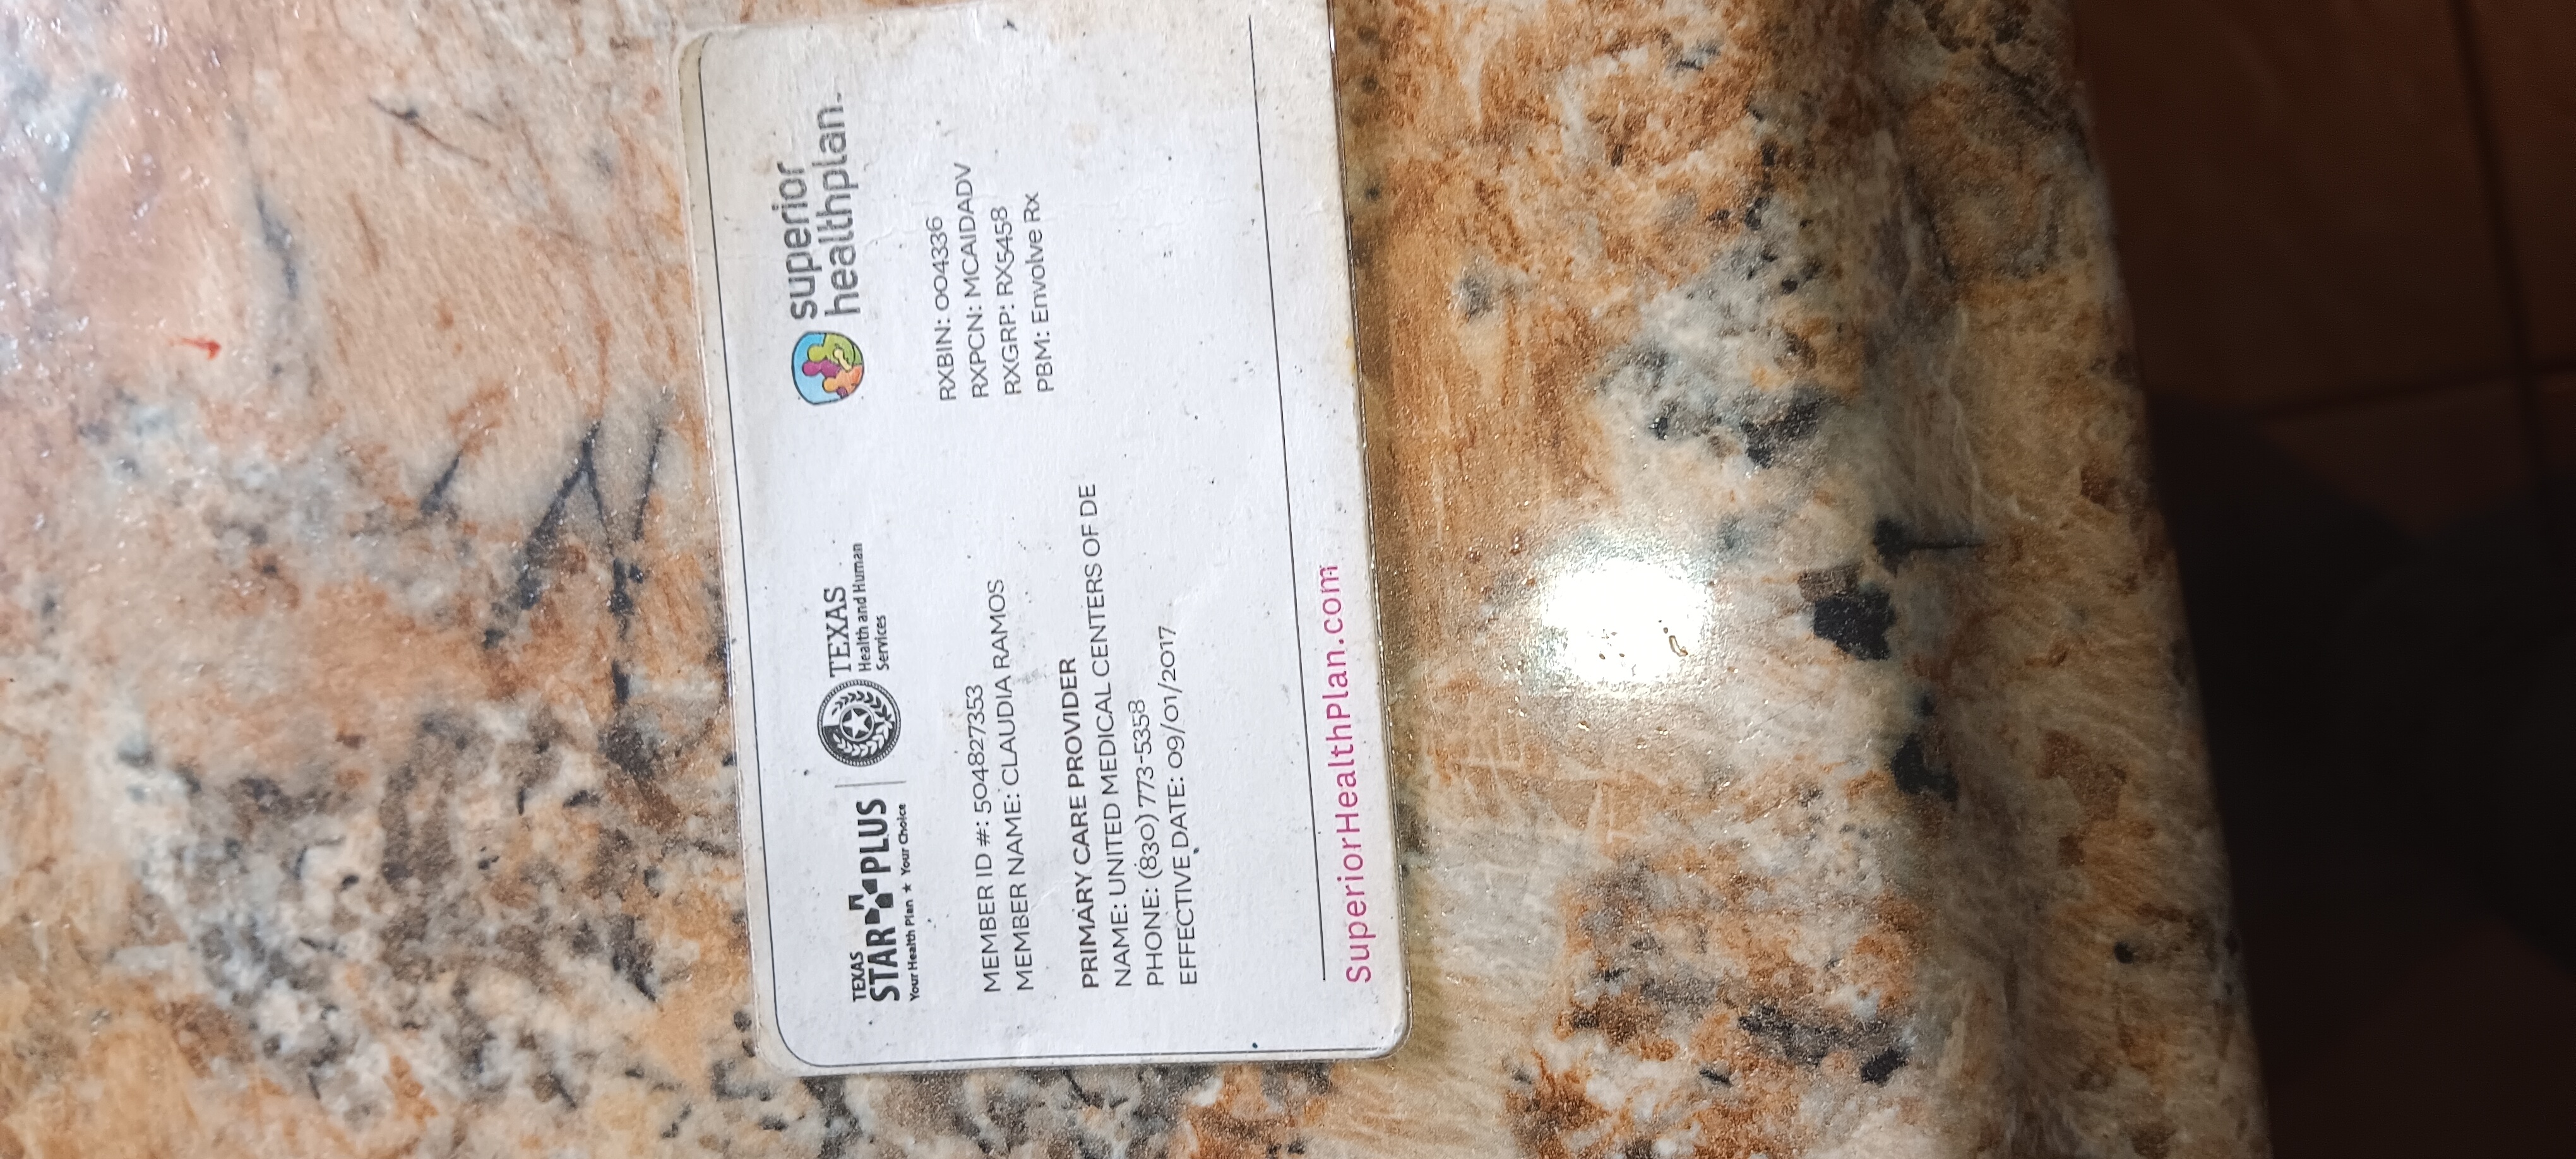 TEXAS
STAR PLUS
Your Health Plan ★ Your Choice
TEXAS
Health and Human
Services
superior
healthplan.
MEMBER ID #: 504827353
MEMBER NAME: CLAUDIA RAMOS
RXBIN: 004336
RXPCN: MCAIDADV
RXGRP: RX5458
PBM: Envolve Rx
PRIMARY CARE PROVIDER
NAME: UNITED MEDICAL CENTERS OF DE
PHONE: (830) 773-5358
EFFECTIVE DATE: 09/01/2017
SuperiorHealthPlan.com